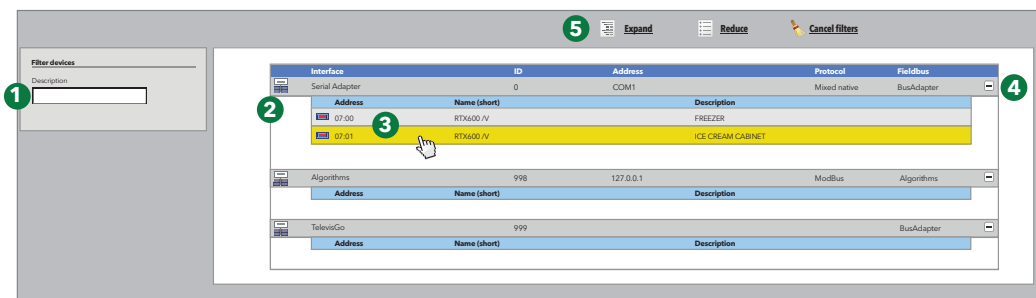 5 Expand Reduce Cancel filters
Filter devices
Description
1
Interface ID Address Protocol Fieldbus
Serial Adapter 0 COM1 Mixed native BusAdapter
4
2
Address Name (short) Description
07:00 RTX600 /V FREEZER
3
07:01 RTX600 /V ICE CREAM CABINET
Algorithms 998 127.0.0.1 ModBus Algorithms
Address Name (short) Description
TelevisGo 999 BusAdapter
Address Name (short) Description